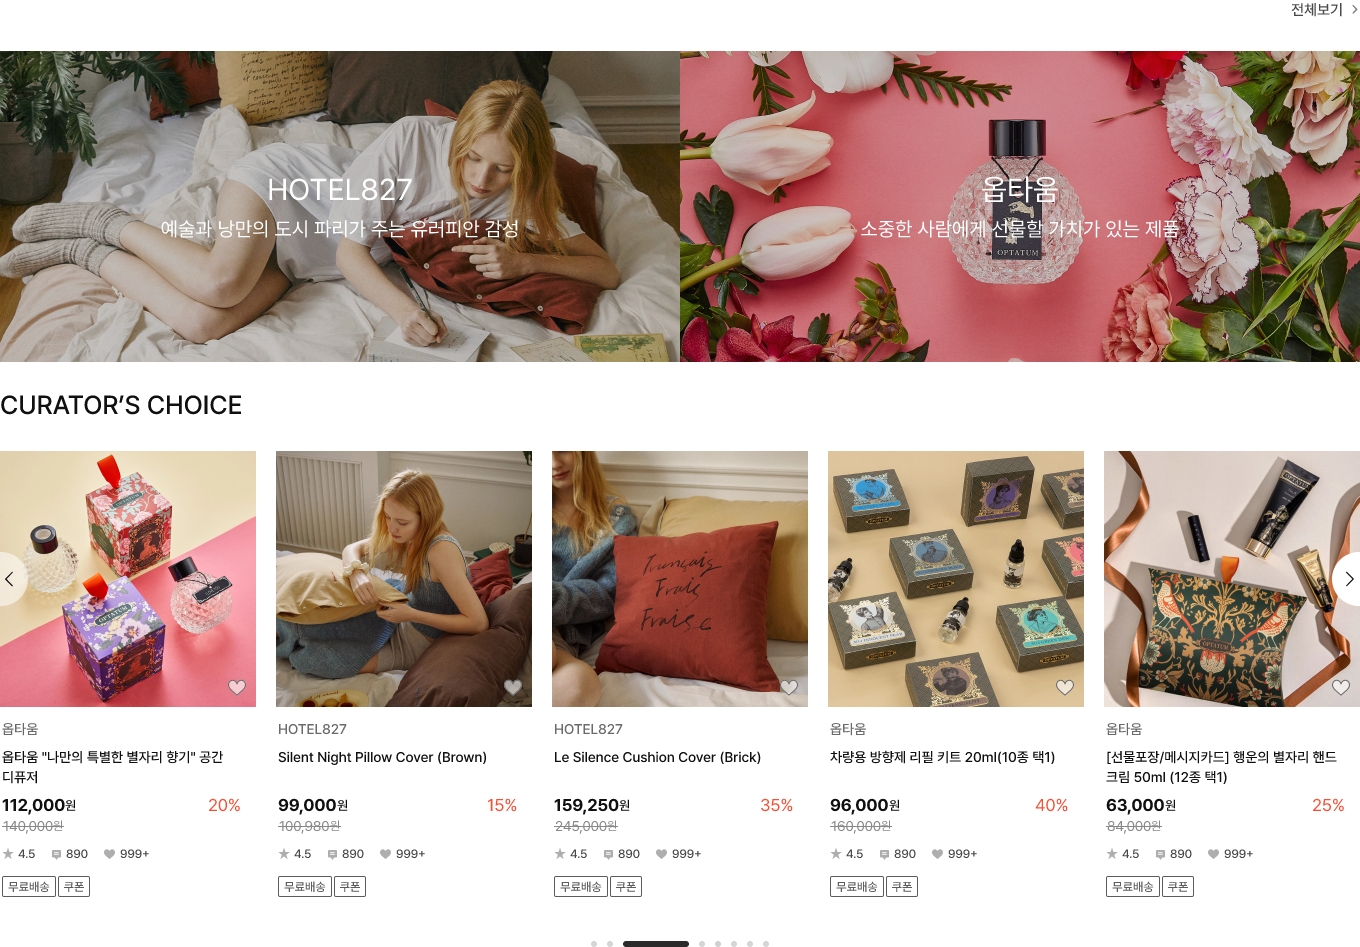 전체보기
HOTEL827
예술과 낭만의 도시 파리가 주는 유러피안 감성
옵타움
소중한 사람에게 선물할 가치가 있는 제품
OPTATUM
CURATOR’S CHOICE
OPTATUM
OPTATUM
Français
Frais
Fraise
OPTATUM
OPTATUM
옵타움
옵타움 "나만의 특별한 별자리 향기" 공간
디퓨저
112,000원
20%
140,000원
4.5
890
999+
무료배송
쿠폰
HOTEL827
Silent Night Pillow Cover (Brown)
99,000원
15%
100,980원
4.5
890
999+
무료배송
쿠폰
HOTEL827
Le Silence Cushion Cover (Brick)
159,250원
35%
245,000원
4.5
890
999+
무료배송
쿠폰
옵타움
차량용 방향제 리필 키트 20ml(10종 택1)
96,000원
40%
160,000원
4.5
890
999+
무료배송
쿠폰
옵타움
[선물포장/메시지카드] 행운의 별자리 핸드
크림 50ml (12종 택1)
63,000원
25%
84,000원
4.5
890
999+
무료배송
쿠폰